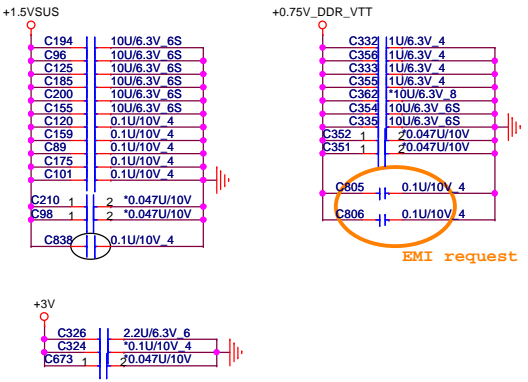 +1.5VSUS
C194 10U/6.3V_6S
C96 10U/6.3V_6S
C125 10U/6.3V_6S
C185 10U/6.3V_6S
C200 10U/6.3V_6S
C155 10U/6.3V_6S
C120 0.1U/10V_4
C159 0.1U/10V_4
C89 0.1U/10V_4
C175 0.1U/10V_4
C101 0.1U/10V_4
C210 1 2 *0.047U/10V
C98 1 2 *0.047U/10V
C838 0.1U/10V_4
+0.75V_DDR_VTT
C332 1U/6.3V_4
C356 1U/6.3V_4
C333 1U/6.3V_4
C355 1U/6.3V_4
C362 *10U/6.3V_8
C354 10U/6.3V_6S
C335 10U/6.3V_6S
C352 1 2 *0.047U/10V
C351 1 2 *0.047U/10V
C805 0.1U/10V_4
C806 0.1U/10V_4
EMI request
+3V
C326 2.2U/6.3V_6
C324 *0.1U/10V_4
C673 1 2 *0.047U/10V